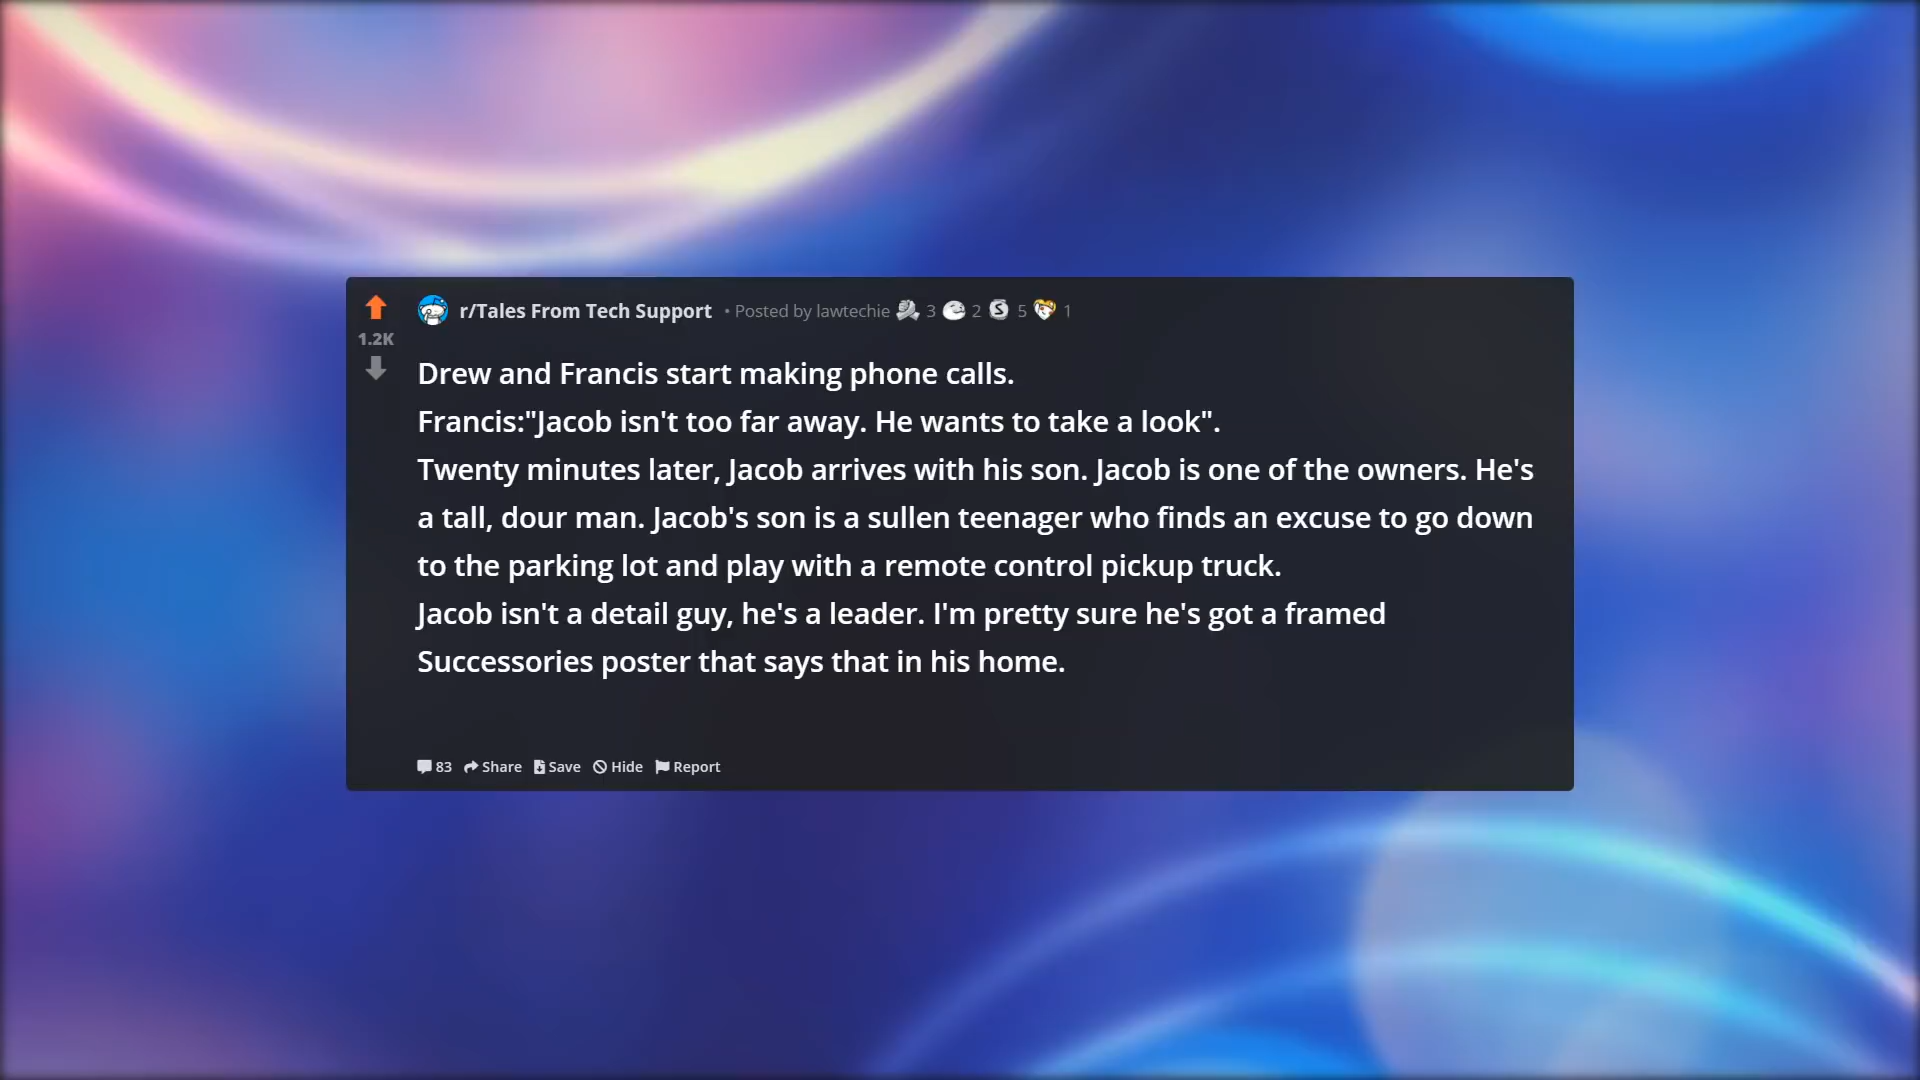 r/Tales From Tech Support • Posted by lawtechie 3 2 5 1
1.2K
Drew and Francis start making phone calls.
Francis:"Jacob isn't too far away. He wants to take a look".
Twenty minutes later, Jacob arrives with his son. Jacob is one of the owners. He's
a tall, dour man. Jacob's son is a sullen teenager who finds an excuse to go down
to the parking lot and play with a remote control pickup truck.
Jacob isn't a detail guy, he's a leader. I'm pretty sure he's got a framed
Successories poster that says that in his home.
83 Share Save Hide Report